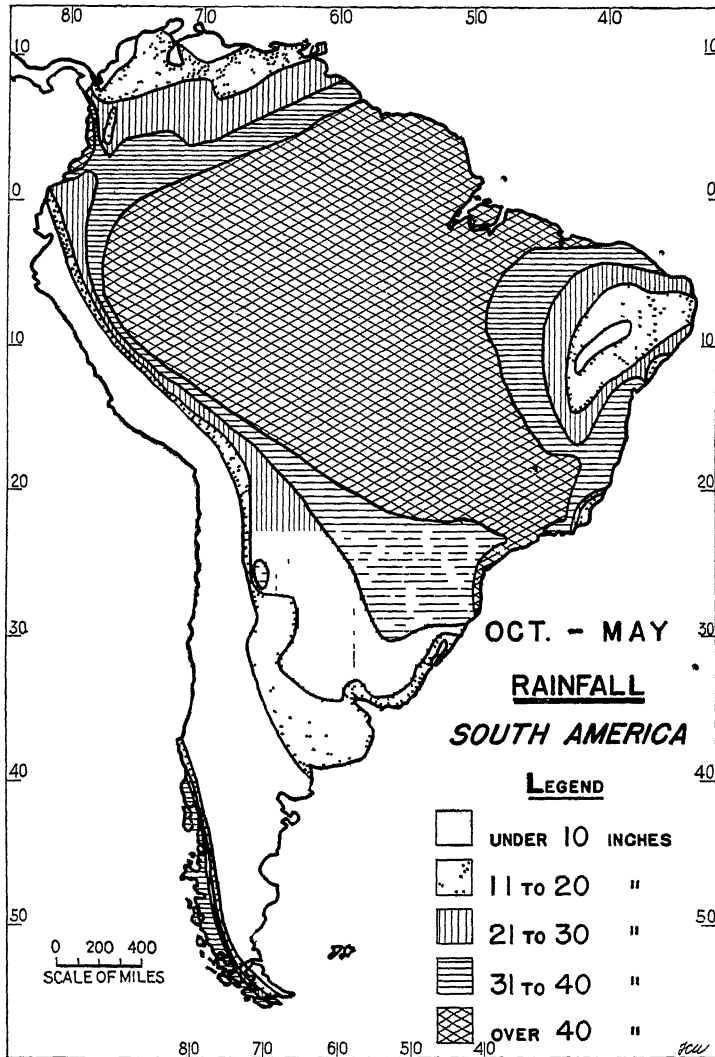 80 70 60 50 40
10 10
0 0
10 10
20 20
30 30
40 40
50 50
OCT. - MAY
RAINFALL
SOUTH AMERICA
LEGEND
UNDER 10 INCHES
11 TO 20 "
21 TO 30 "
31 TO 40 "
OVER 40 "
0 200 400
SCALE OF MILES
80 70 60 50 40
JCW